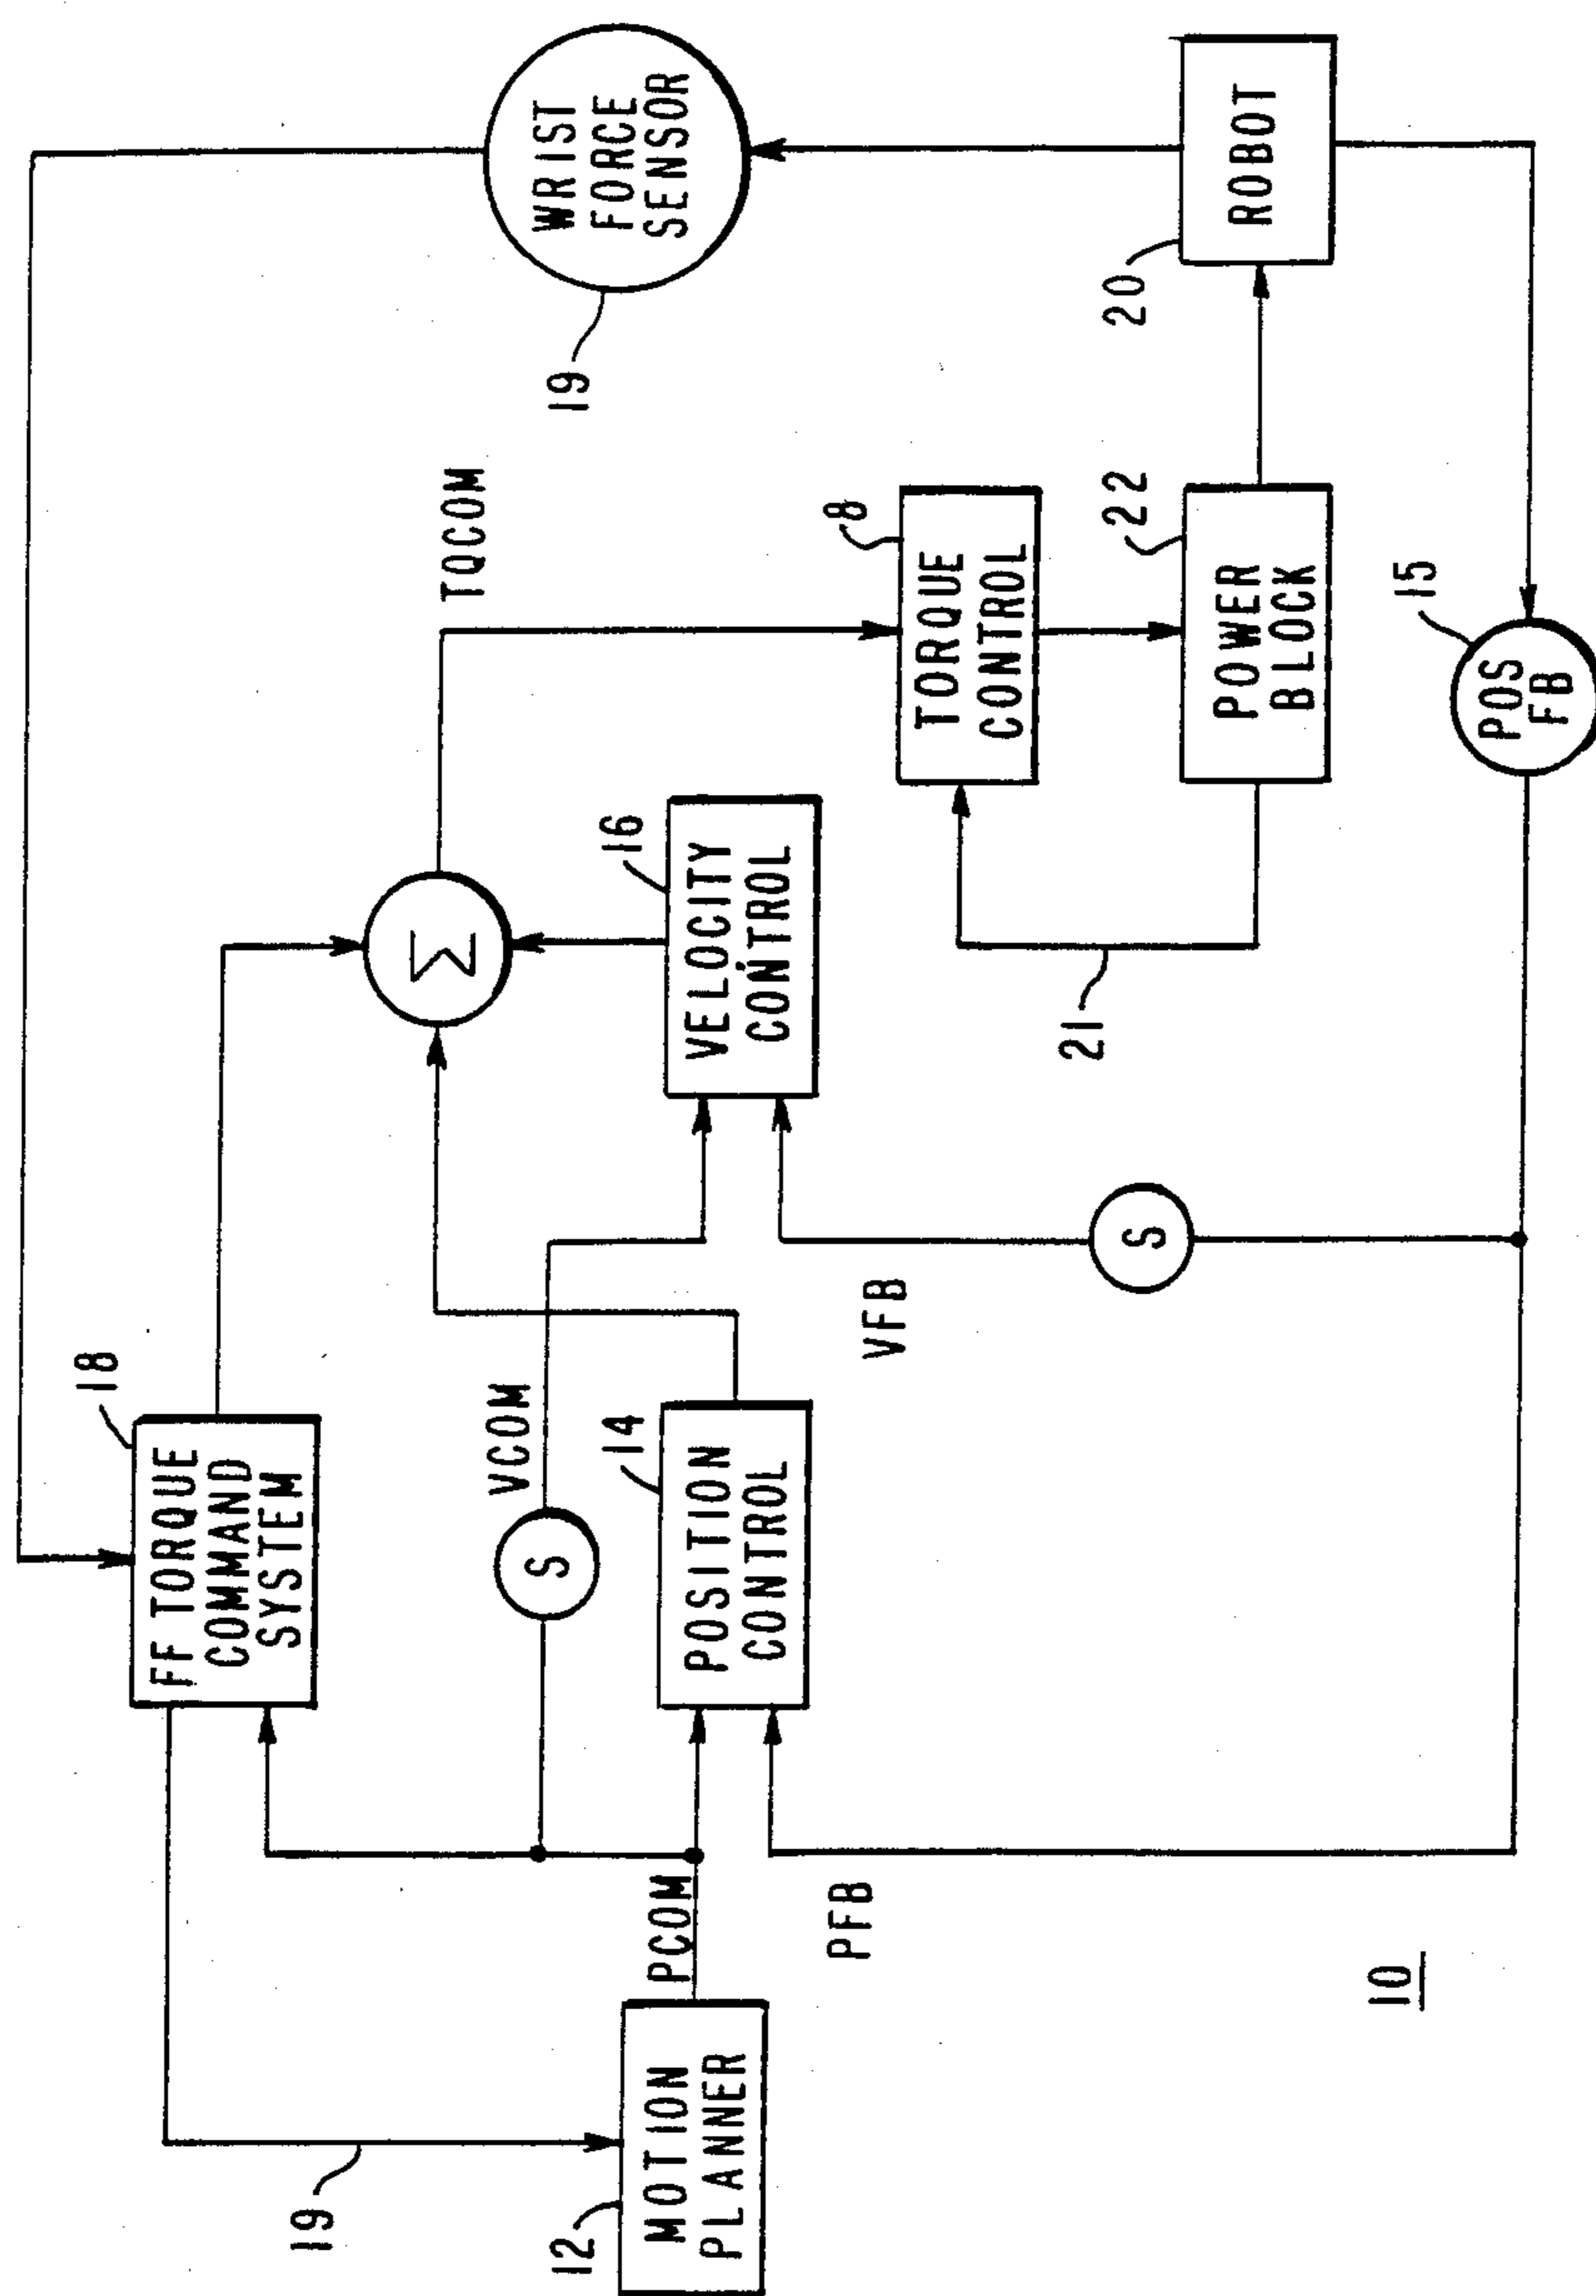 WRIST
FORCE
SENSOR
19
18
FF TORQUE
COMMAND
SYSTEM
TQCOM
Σ
19
VCOM
S
16
VELOCITY
CONTROL
14
POSITION
CONTROL
12
MOTION
PLANNER
PCOM
PFB
VFB
S
8
TORQUE
CONTROL
21
22
POWER
BLOCK
20
ROBOT
15
POS
FB
10